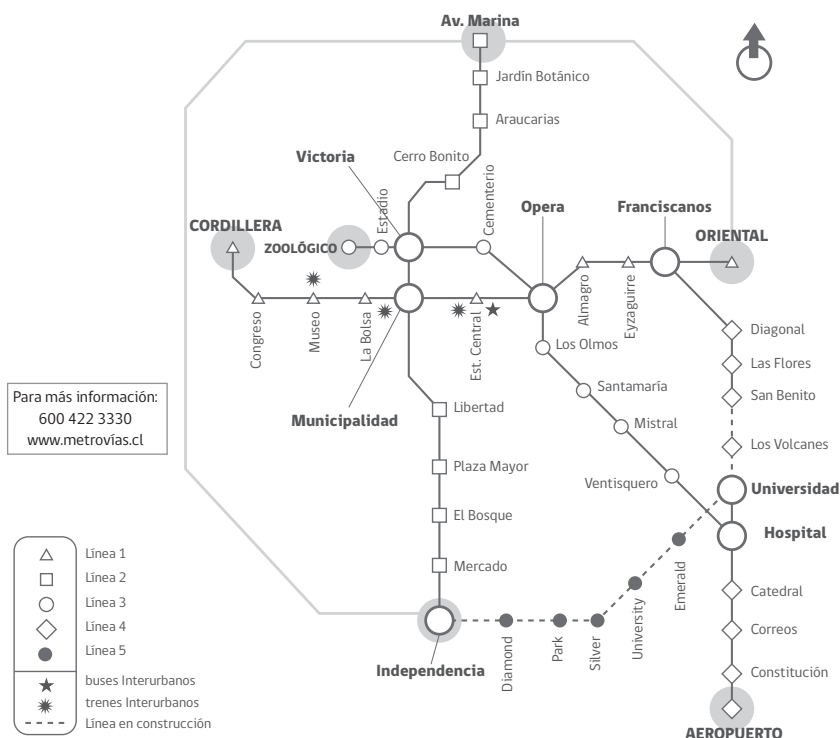 Av. Marina
Jardín Botánico
Araucarias
Cerro Bonito
Victoria
Estadio
Cementerio
Opera
Franciscanos
CORDILLERA
ZOOLÓGICO
ORIENTAL
Congreso
Museo
La Bolsa
Est. Central
Almagro
Eyzaguirre
Los Olmos
Diagonal
Las Flores
Santamaría
San Benito
Para más información:
600 422 3330
www.metrovías.cl
Municipalidad
Libertad
Mistral
Los Volcanes
Plaza Mayor
Ventisquero
Universidad
El Bosque
Hospital
Mercado
Emerald
Catedral
University
Independencia
Diamond
Park
Silver
Correos
Constitución
AEROPUERTO
Línea 1
Línea 2
Línea 3
Línea 4
Línea 5
buses Interurbanos
trenes Interurbanos
Línea en construcción